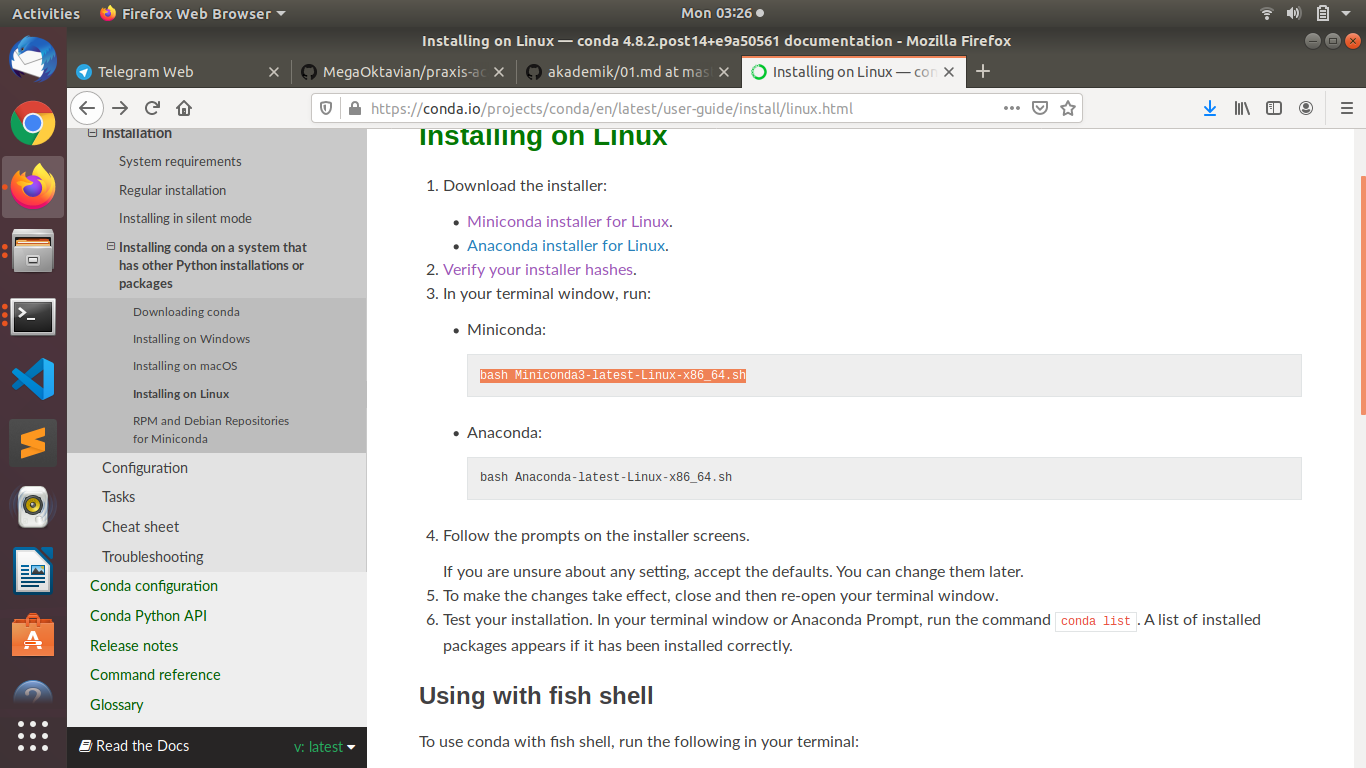 Activities
Firefox Web Browser
Mon 03:26
Installing on Linux — conda 4.8.2.post14+e9a50561 documentation - Mozilla Firefox
Telegram Web
MegaOktavian/praxis-ac
akademik/01.md at mas
Installing on Linux — con
https://conda.io/projects/conda/en/latest/user-guide/install/linux.html
Installation
System requirements
Regular installation
Installing in silent mode
Installing conda on a system that
has other Python installations or
packages
Downloading conda
Installing on Windows
Installing on macOS
Installing on Linux
RPM and Debian Repositories
for Miniconda
Configuration
Tasks
Cheat sheet
Troubleshooting
Conda configuration
Conda Python API
Release notes
Command reference
Glossary
Read the Docs
v: latest
Installing on Linux
1. Download the installer:
• Miniconda installer for Linux.
• Anaconda installer for Linux.
2. Verify your installer hashes.
3. In your terminal window, run:
• Miniconda:
bash Miniconda3-latest-Linux-x86_64.sh
• Anaconda:
bash Anaconda-latest-Linux-x86_64.sh
4. Follow the prompts on the installer screens.
If you are unsure about any setting, accept the defaults. You can change them later.
5. To make the changes take effect, close and then re-open your terminal window.
6. Test your installation. In your terminal window or Anaconda Prompt, run the command conda list. A list of installed
packages appears if it has been installed correctly.
Using with fish shell
To use conda with fish shell, run the following in your terminal: